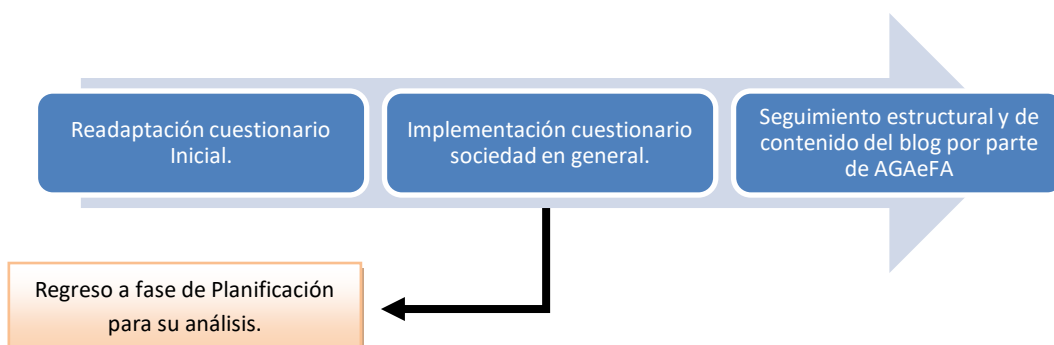 Readaptación cuestionario
Inicial.
Implementación cuestionario
sociedad en general.
Seguimiento estructural y de
contenido del blog por parte
de AGAeFA
Regreso a fase de Planificación
para su análisis.